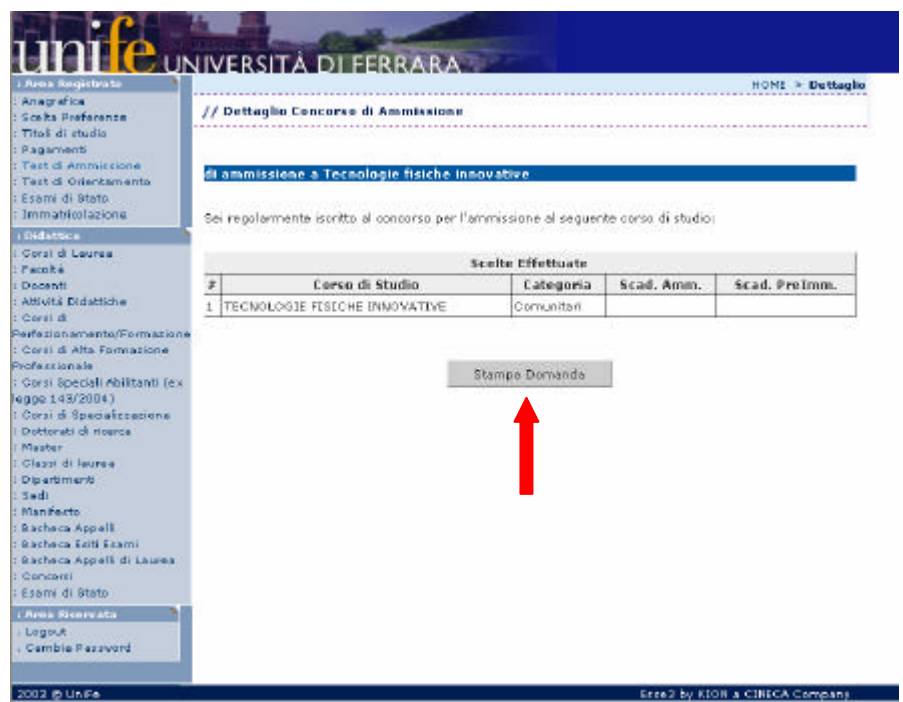 unife UNIVERSITÀ DI FERRARA
: Area Registrato
: Anagrafica
: Scelta Preferenze
: Titoli di studio
: Pagamenti
: Test di Ammissione
: Test di Orientamento
: Esami di Stato
: Immatricolazione
: Didattica
: Corsi di Laurea
: Facoltà
: Docenti
: Attività Didattiche
: Corsi di
Perfezionamento/Formazione
: Corsi di Alta Formazione
Professionale
: Corsi Speciali Abilitanti (ex
legge 143/2004)
: Corsi di Specializzazione
: Dottorati di ricerca
: Master
: Classi di laurea
: Dipartimenti
: Sedi
: Manifesto
: Bacheca Appelli
: Bacheca Esiti Esami
: Bacheca Appelli di Laurea
: Concorsi
: Esami di Stato
: Area Riservata
: Logout
: Cambia Password
HOME > Dettaglio
// Dettaglio Concorso di Ammissione
di ammissione a Tecnologie fisiche innovative
Sei regolarmente iscritto al concorso per l'ammissione al seguente corso di studio:
Scelte Effettuate
# Corso di Studio Categoria Scad. Amm. Scad. PreImm.
1 TECNOLOGIE FISICHE INNOVATIVE Comunitari
Stampa Domanda
2003 @ UniFe
Esse3 by KION a CINECA Company